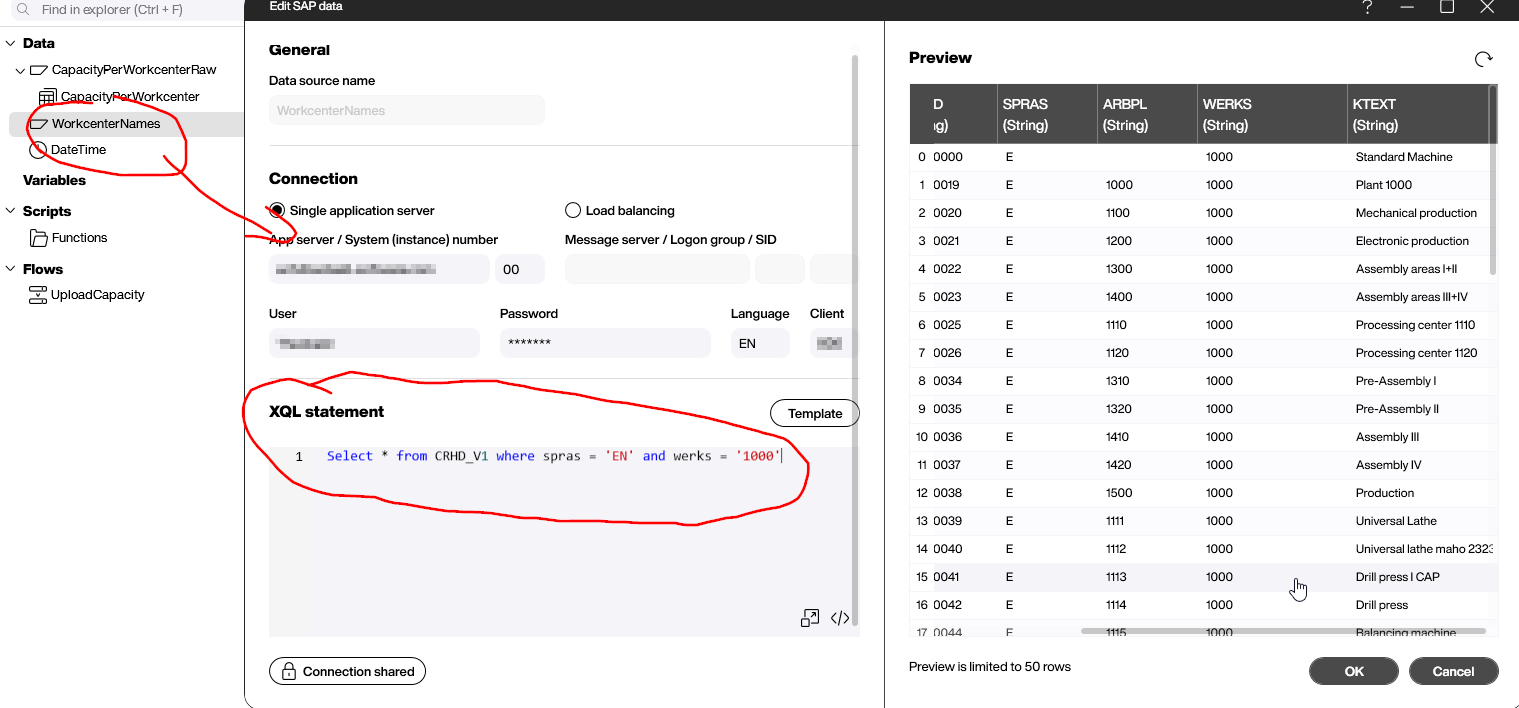 Find in explorer (Ctrl + F)
Data
CapacityPerWorkcenterRaw
CapacityPerWorkcenter
WorkcenterNames
DateTime
Variables
Scripts
Functions
Flows
UploadCapacity
Edit SAP data
General
Data source name
WorkcenterNames
Connection
Single application server
Load balancing
App server / System (instance) number
Message server / Logon group / SID
00
User
Password
Language
Client
*******
EN
XQL statement
Template
1 Select * from CRHD_V1 where spras = 'EN' and werks = '1000'
Connection shared
?
Preview
D SPRAS ARBPL WERKS KTEXT
ıg) (String) (String) (String) (String)
0 0000 E 1000 Standard Machine
1 0019 E 1000 1000 Plant 1000
2 0020 E 1100 1000 Mechanical production
3 0021 E 1200 1000 Electronic production
4 0022 E 1300 1000 Assembly areas I+II
5 0023 E 1400 1000 Assembly areas III+IV
6 0025 E 1110 1000 Processing center 1110
7 0026 E 1120 1000 Processing center 1120
8 0034 E 1310 1000 Pre-Assembly I
9 0035 E 1320 1000 Pre-Assembly II
10 0036 E 1410 1000 Assembly III
11 0037 E 1420 1000 Assembly IV
12 0038 E 1500 1000 Production
13 0039 E 1111 1000 Universal Lathe
14 0040 E 1112 1000 Universal lathe maho 2323
15 0041 E 1113 1000 Drill press I CAP
16 0042 E 1114 1000 Drill press
17 0044 E 1115 1000 Balancing machine
Preview is limited to 50 rows
OK
Cancel